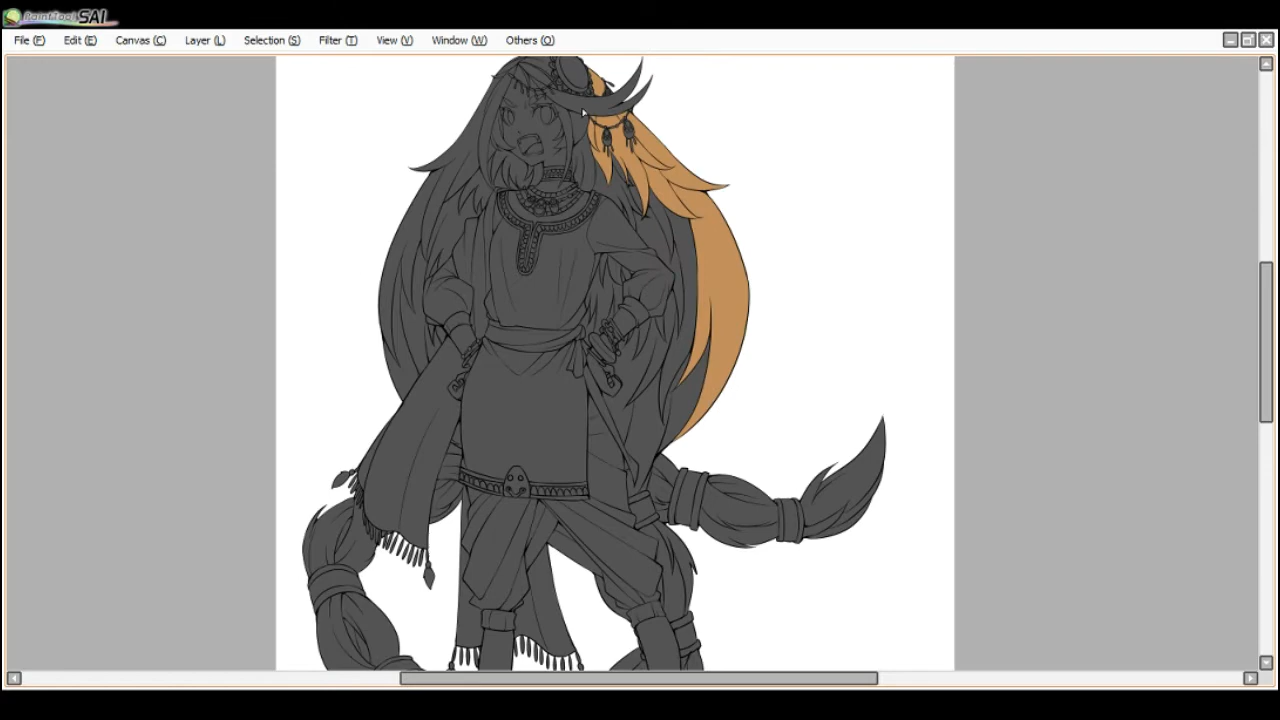 PaintTool SAI
File (F) Edit (E) Canvas (C) Layer (L) Selection (S) Filter (T) View (V) Window (W) Others (O)